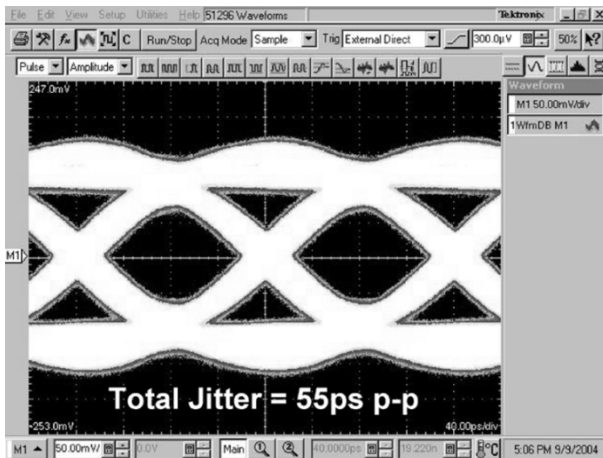 File Edit View Setup Utilities Help 51296 Waveforms Tektronix
C Run/Stop Acq Mode Sample Trig External Direct 300.0µV 50%
Pulse Amplitude
247.0mV
Waveform
M1 50.00mV/div
1WfmDB M1
M1
Total Jitter = 55ps p-p
-253.0mV 40.00ps/div
M1 50.00mV/ 0.0V Main 40.0000ps 19.220n °C 5:06 PM 9/9/2004